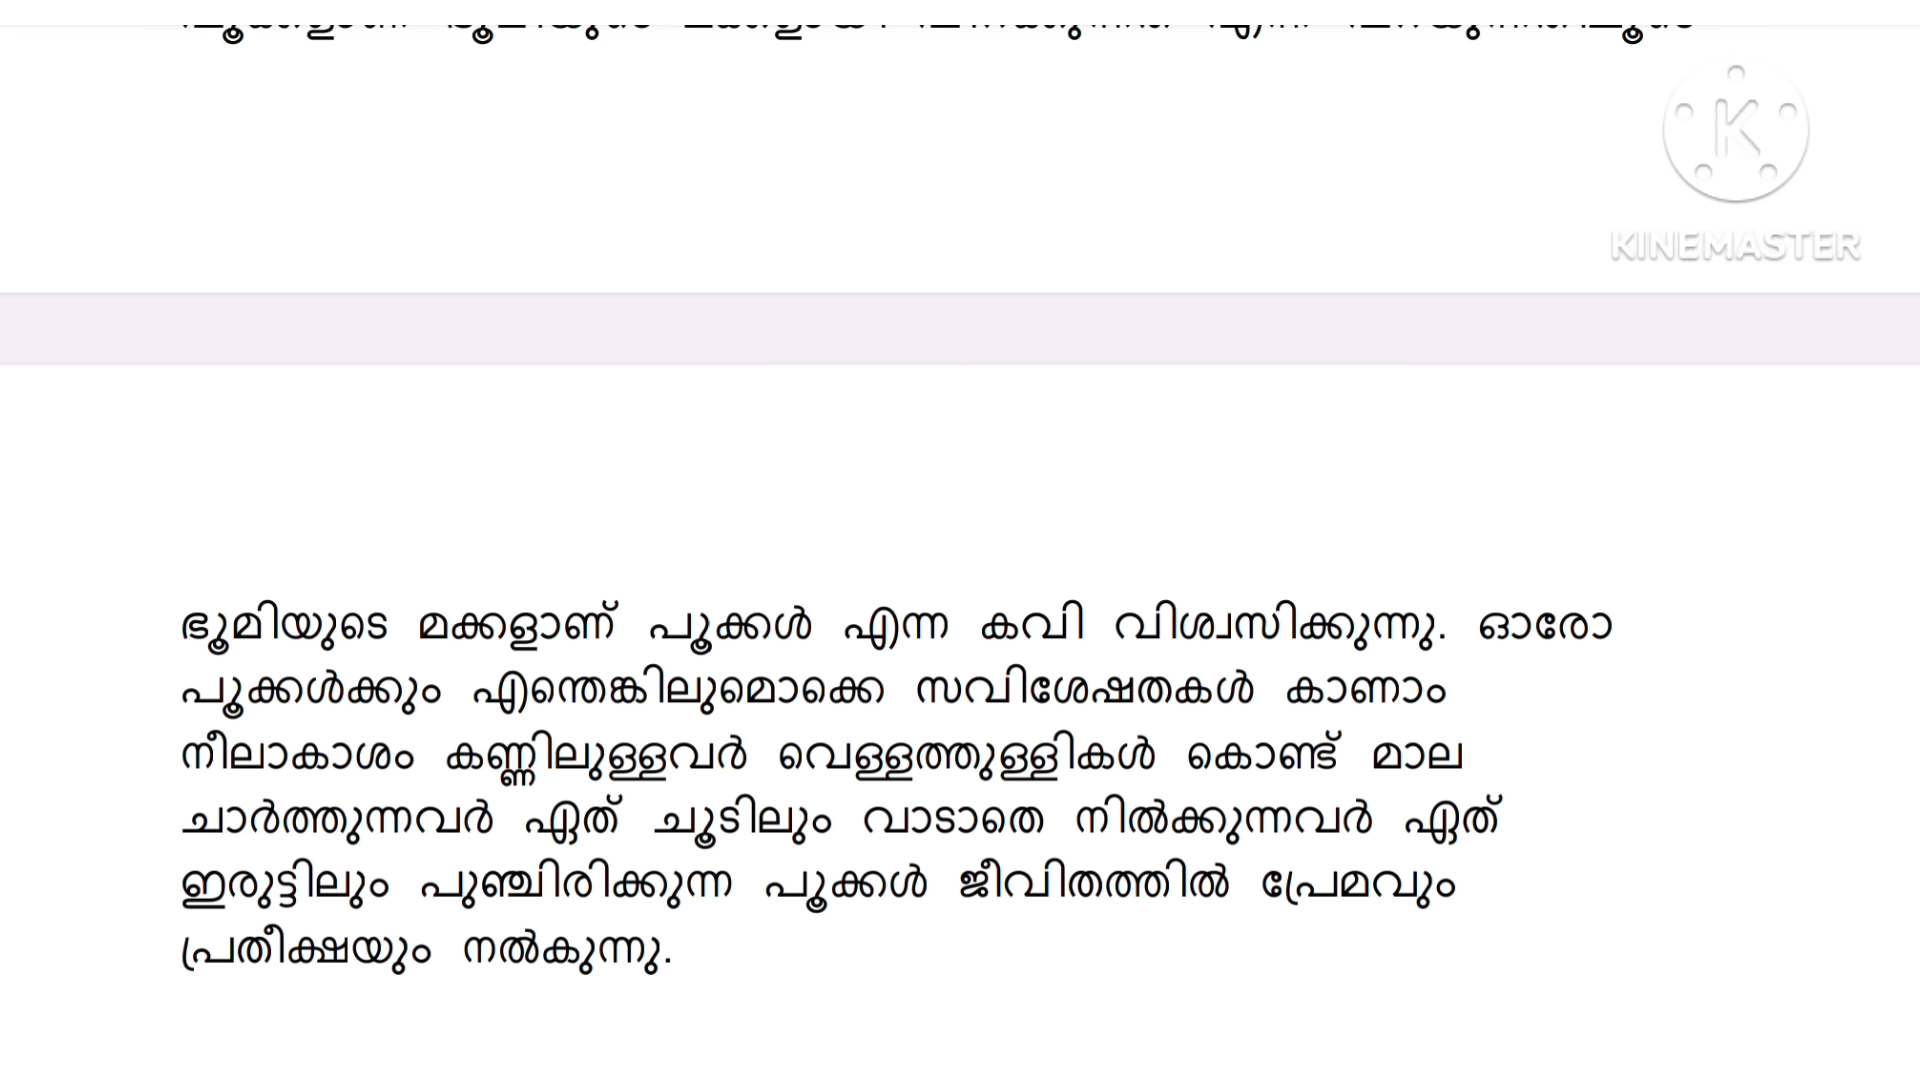 KINEMASTER
ഭൂമിയുടെ മക്കളാണ് പൂക്കൾ എന്ന കവി വിശ്വസിക്കുന്നു. ഓരോ
പൂക്കൾക്കും എന്തെങ്കിലുമൊക്കെ സവിശേഷതകൾ കാണാം
നീലാകാശം കണ്ണിലുള്ളവർ വെള്ളത്തുള്ളികൾ കൊണ്ട് മാല
ചാർത്തുന്നവർ ഏത് ചൂടിലും വാടാതെ നിൽക്കുന്നവർ ഏത്
ഇരുട്ടിലും പുഞ്ചിരിക്കുന്ന പൂക്കൾ ജീവിതത്തിൽ പ്രേമവും
പ്രതീക്ഷയും നൽകുന്നു.